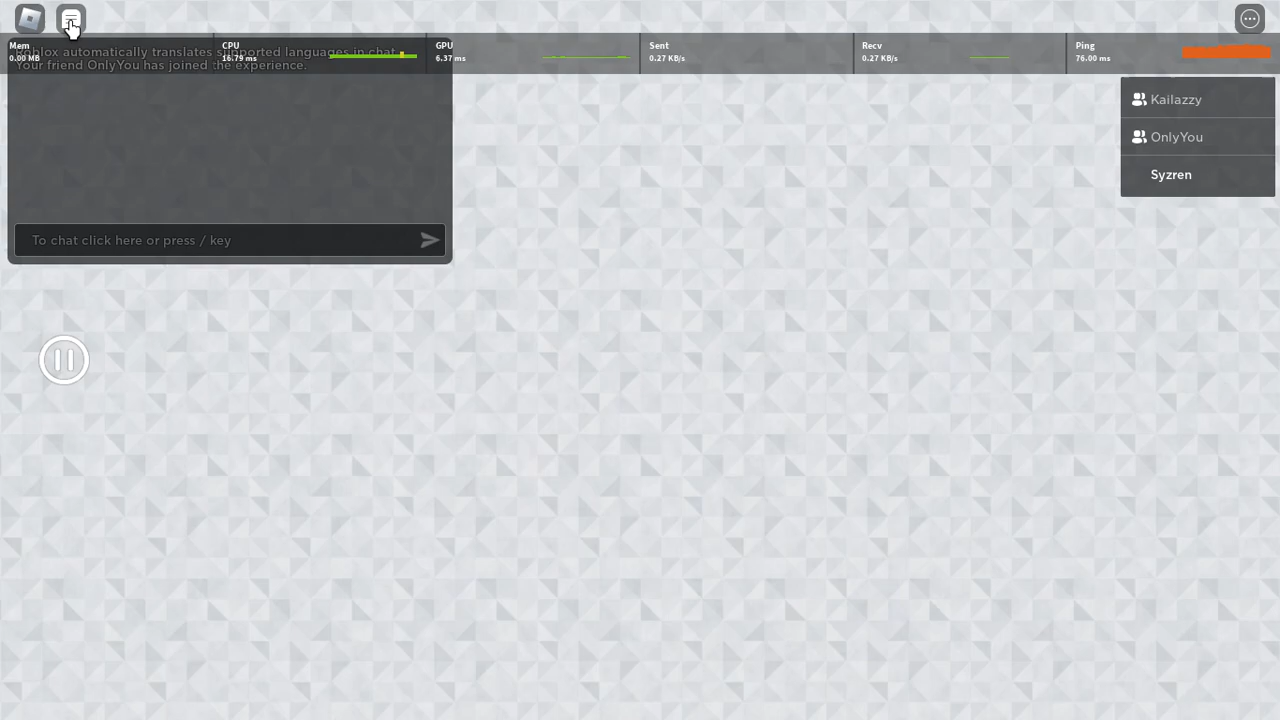 Mem
0.00 MB
CPU
16.79 ms
GPU
6.37 ms
Sent
0.27 KB/s
Recv
0.27 KB/s
Ping
76.00 ms
Roblox automatically translates supported languages in chat.
Your friend OnlyYou has joined the experience.
To chat click here or press / key
Kailazzy
OnlyYou
Syzren